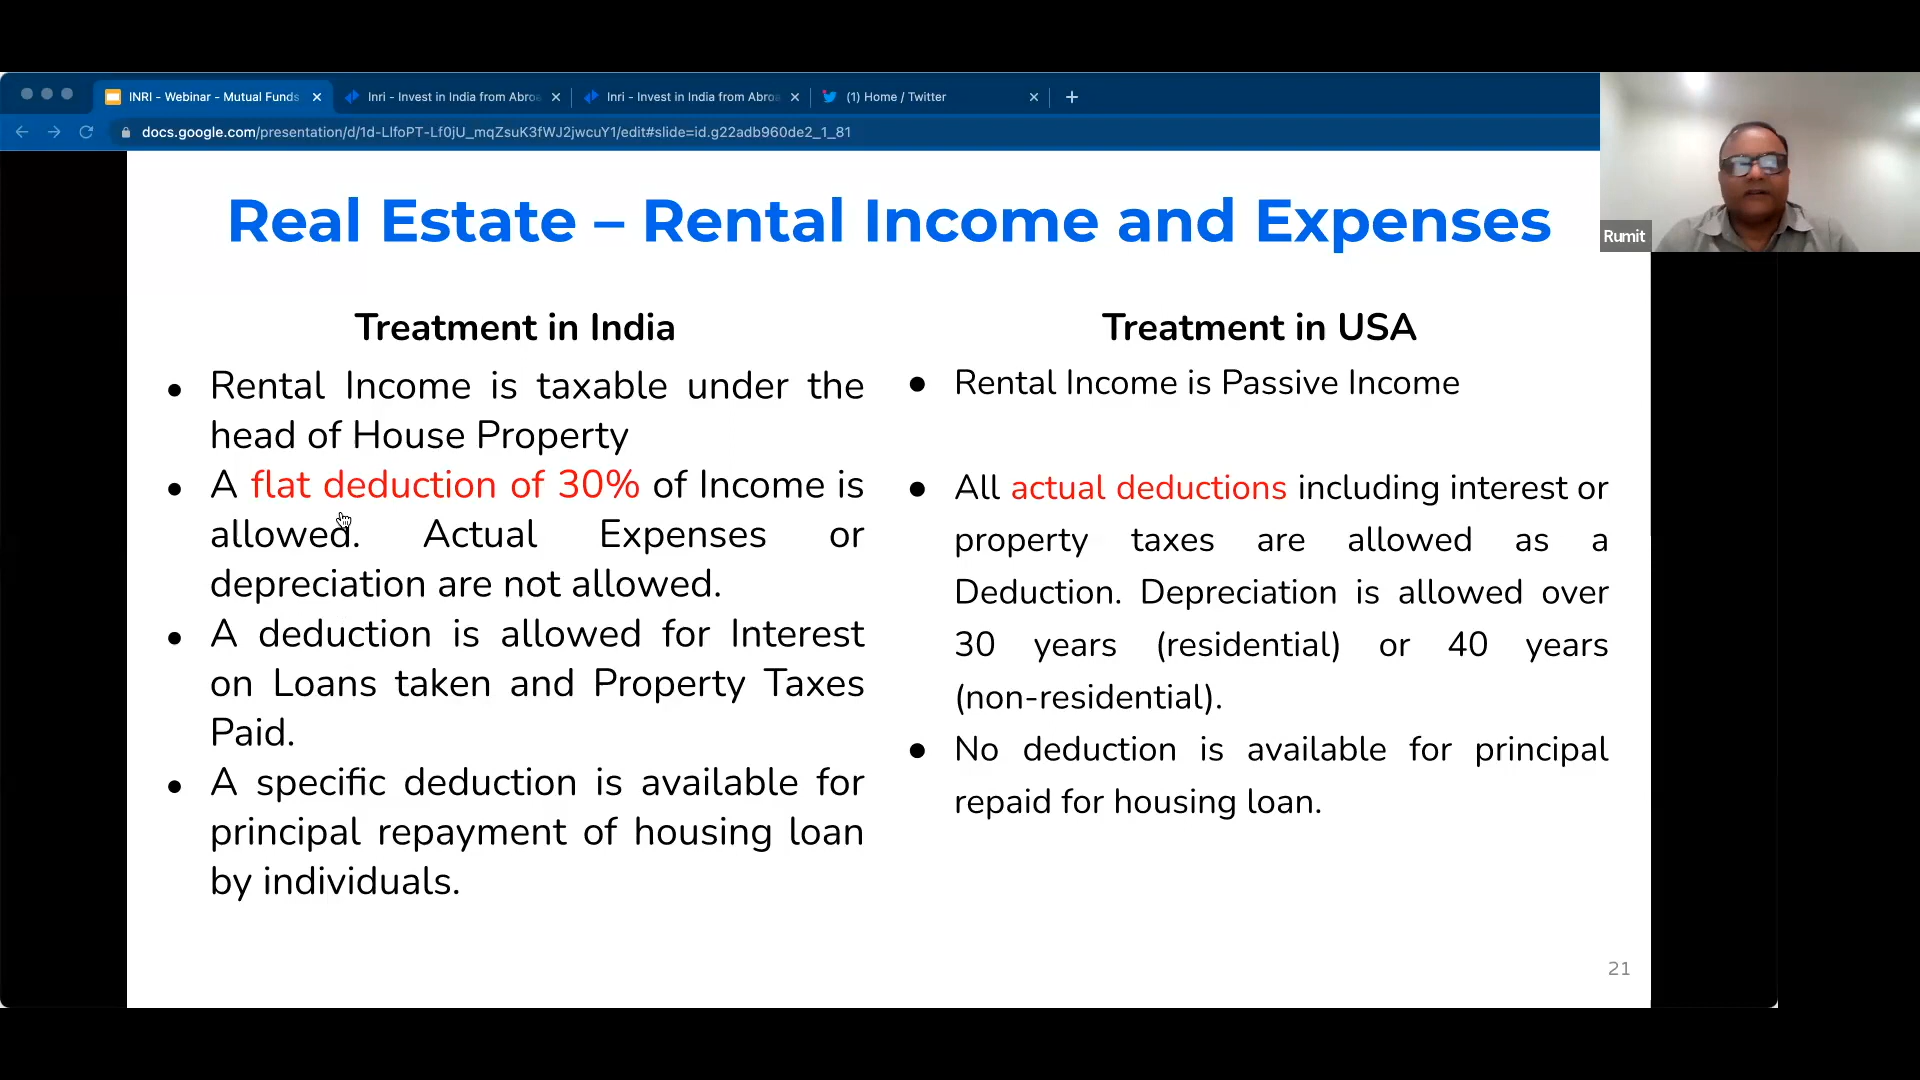 INRI - Webinar - Mutual Funds
Inri - Invest in India from Abro
Inri - Invest in India from Abroa
(1) Home / Twitter
docs.google.com/presentation/d/1d-LlfoPT-Lf0jU_mqZsuK3fWJ2jwcuY1/edit#slide=id.g22adb960de2_1_81
Rumit
Real Estate – Rental Income and Expenses
Treatment in India
● Rental Income is taxable under the
head of House Property
● A flat deduction of 30% of Income is
allowed. Actual Expenses or
depreciation are not allowed.
● A deduction is allowed for Interest
on Loans taken and Property Taxes
Paid.
● A specific deduction is available for
principal repayment of housing loan
by individuals.
Treatment in USA
● Rental Income is Passive Income
● All actual deductions including interest or
property taxes are allowed as a
Deduction. Depreciation is allowed over
30 years (residential) or 40 years
(non-residential).
● No deduction is available for principal
repaid for housing loan.
21